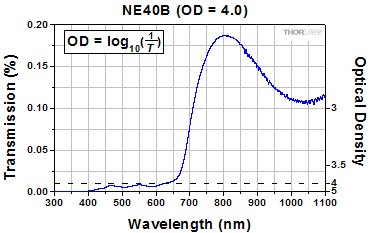 NE40B (OD = 4.0)
THORLABS
OD = log10(1/T)
Transmission (%)
0.20
0.15
0.10
0.05
0.00
Optical Density
3
3.5
4
5
300 400 500 600 700 800 900 1000 1100
Wavelength (nm)